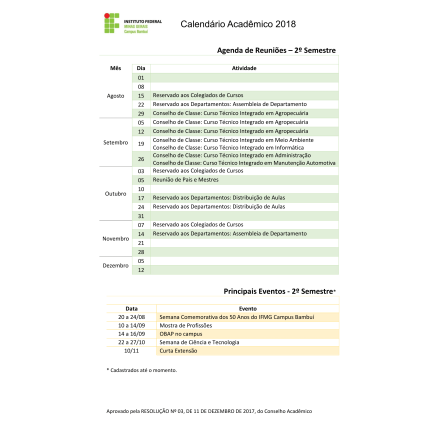 INSTITUTO FEDERAL
Calendário Acadêmico 2018
Agenda de Reuniões – 2º Semestre
Mês Dia Atividade
Agosto
01
08
15 Reservado aos Colegiados de Cursos
22 Reservado aos Departamentos: Assembleia de Departamento
29 Conselho de Classe: Curso Técnico Integrado em Agropecuária
Setembro
05 Conselho de Classe: Curso Técnico Integrado em Agropecuária
12 Conselho de Classe: Curso Técnico Integrado em Agropecuária
19 Conselho de Classe: Curso Técnico Integrado em Meio Ambiente
Conselho de Classe: Curso Técnico Integrado em Informática
26 Conselho de Classe: Curso Técnico Integrado em Administração
Conselho de Classe: Curso Técnico Integrado em Manutenção Automotiva
Outubro
03 Reservado aos Colegiados de Cursos
05 Reunião de Pais e Mestres
10
17 Reservado aos Departamentos: Distribuição de Aulas
24 Reservado aos Departamentos: Distribuição de Aulas
31
Novembro
07 Reservado aos Colegiados de Cursos
14 Reservado aos Departamentos: Assembleia de Departamento
21
28
Dezembro
05
12
Principais Eventos - 2º Semestre*
Data Evento
20 a 24/08 Semana Comemorativa dos 50 Anos do IFMG Campus Bambuí
10 a 14/09 Mostra de Profissões
14 a 16/09 OBAP no campus
22 a 27/10 Semana de Ciência e Tecnologia
10/11 Curta Extensão
* Cadastrados até o momento.
Aprovado pela RESOLUÇÃO Nº 03, DE 11 DE DEZEMBRO DE 2017, do Conselho Acadêmico